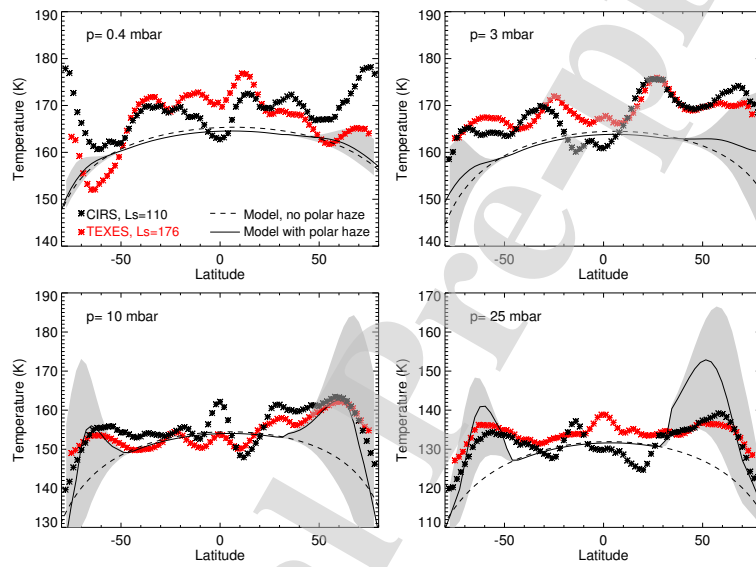 p= 0.4 mbar
190
180
170
160
150
140
Temperature (K)
-50
0
50
Latitude
CIRS, Ls=110
TEXES, Ls=176
Model, no polar haze
Model with polar haze
p= 3 mbar
190
180
170
160
150
140
Temperature (K)
-50
0
50
Latitude
p= 10 mbar
190
180
170
160
150
140
130
Temperature (K)
-50
0
50
Latitude
p= 25 mbar
170
160
150
140
130
120
110
Temperature (K)
-50
0
50
Latitude
Pre-p